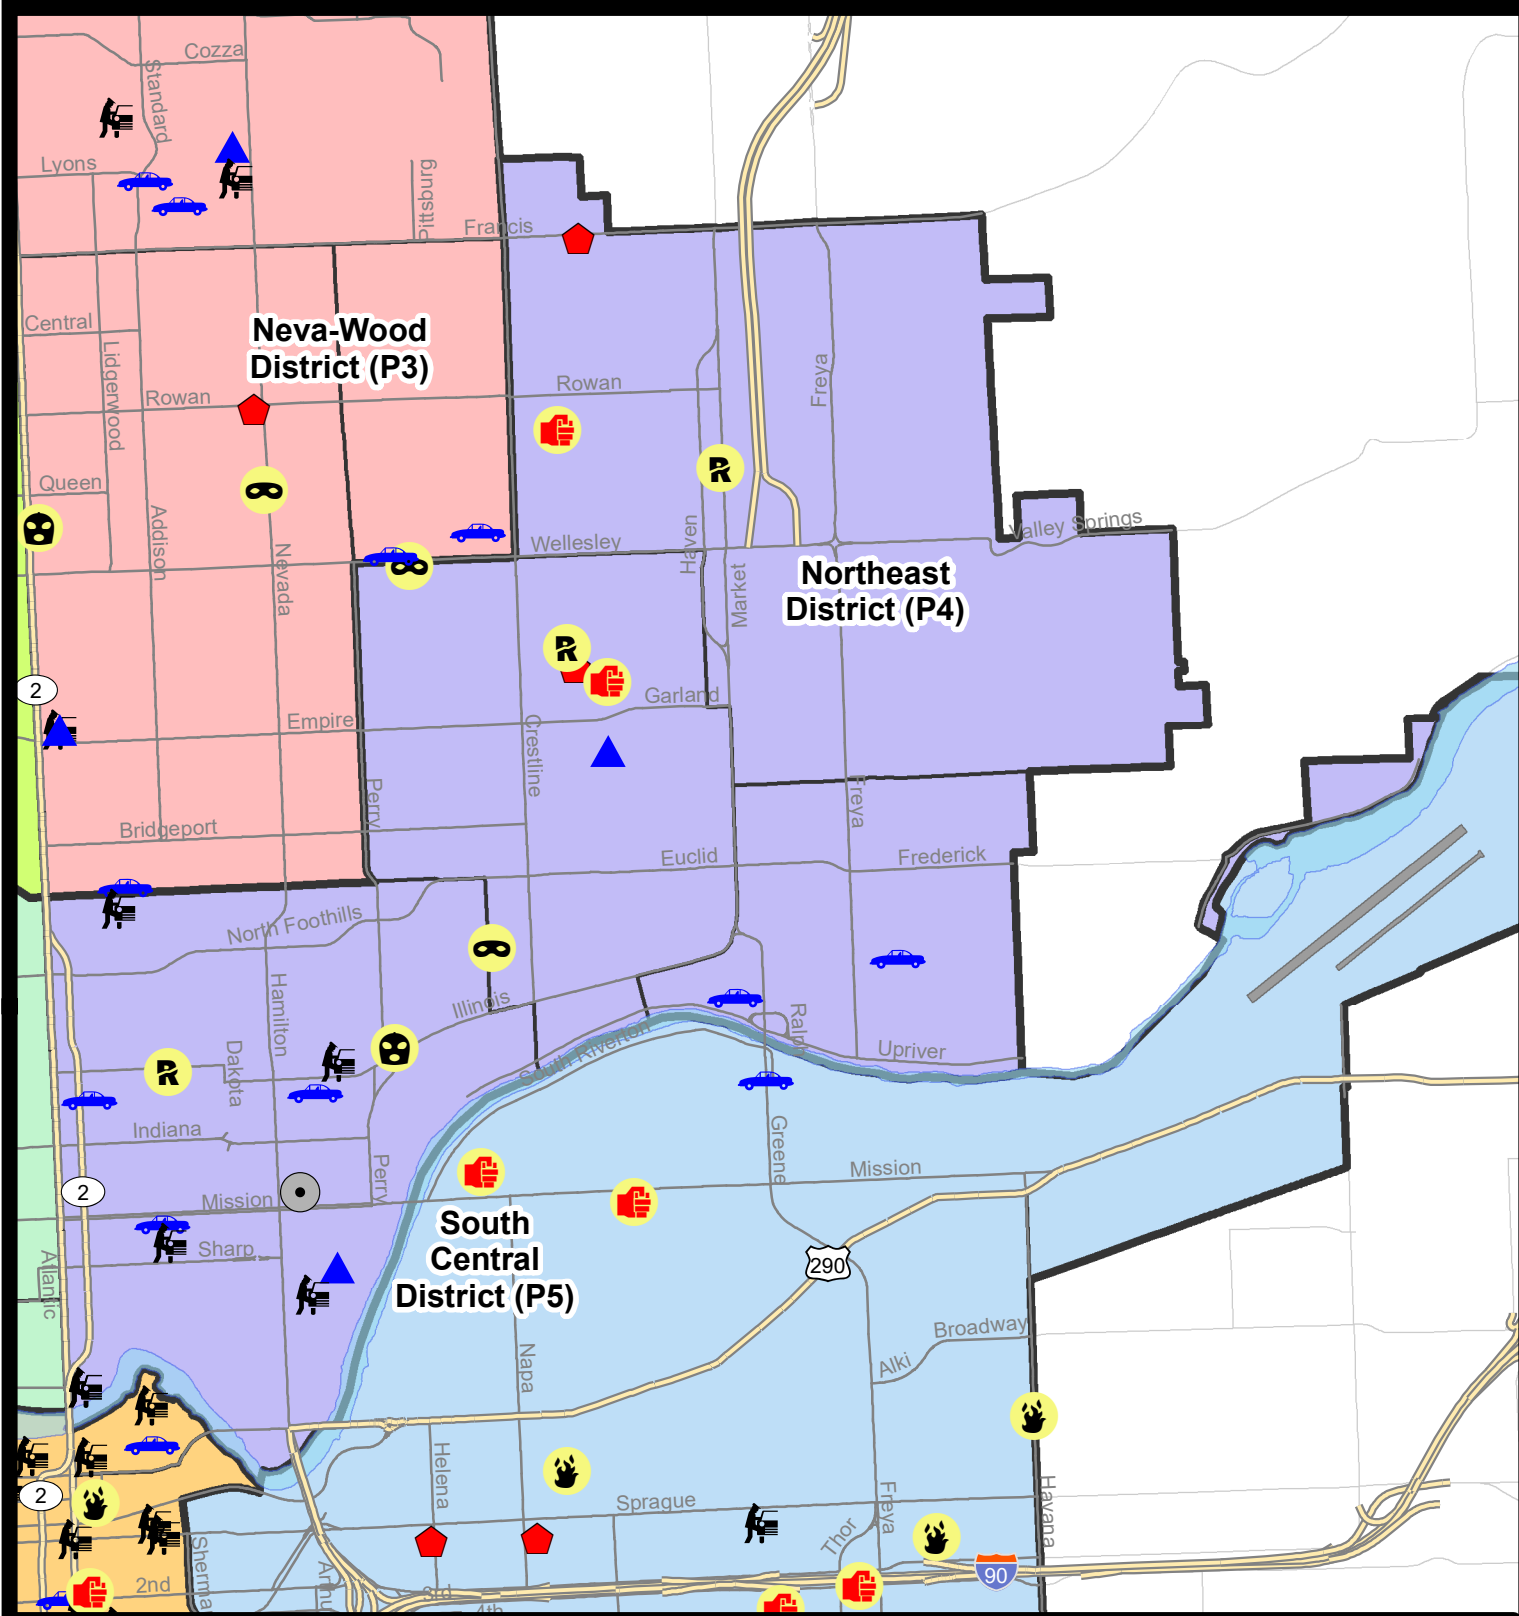 Cozza
Standard
Lyons
Pittsburg
Francis
Central
Neva-Wood
District (P3)
Lidgerwood
Rowan
Rowan
Freya
Queen
R
Addison
Nevada
Wellesley
Haven
Valley Springs
Market
Northeast
District (P4)
R
2
Garland
Empire
Crestline
Perry
Freya
Bridgeport
Euclid
Frederick
North Foothills
Hamilton
Illinois
South Riverton
Ralph
Upriver
Dakota
R
Indiana
Greene
Perry
Mission
2
Mission
South
Central
District (P5)
Sharp
Atlantic
290
Broadway
Alki
Napa
Helena
Havana
2
Sprague
Freya
Thor
90
2nd
3rd
4th